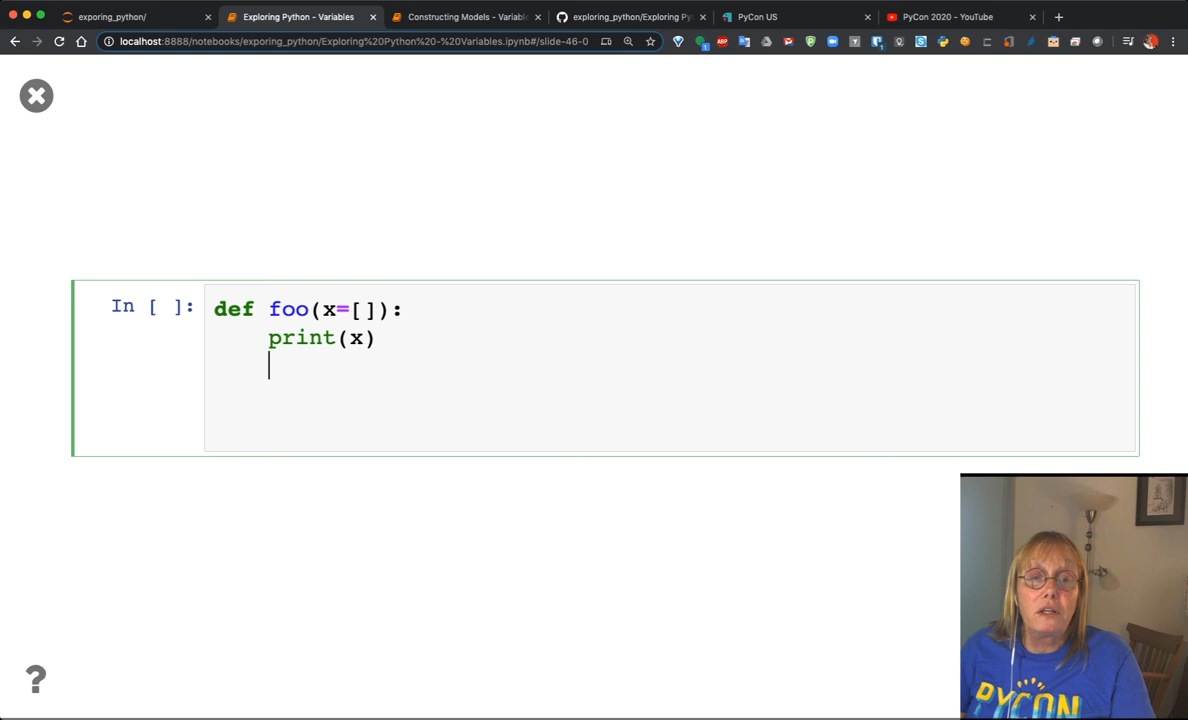 exploring_python/
Exploring Python - Variables
Constructing Models - Variabl
exploring_python/Exploring Py
PyCon US
PyCon 2020 - YouTube
localhost:8888/notebooks/exporing_python/Exploring%20Python%20-%20Variables.ipynb#/slide-46-0
In [ ]:
def foo(x=[]):
print(x)
?
PYCON